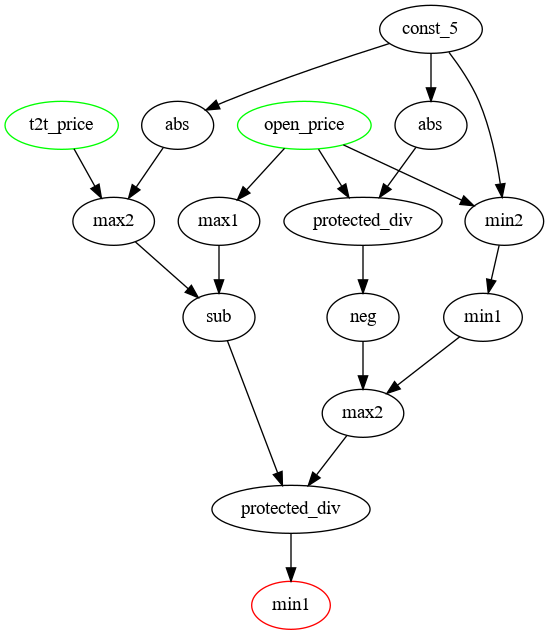 const_5
t2t_price
abs
open_price
abs
max2
max1
protected_div
min2
sub
neg
min1
max2
protected_div
min1